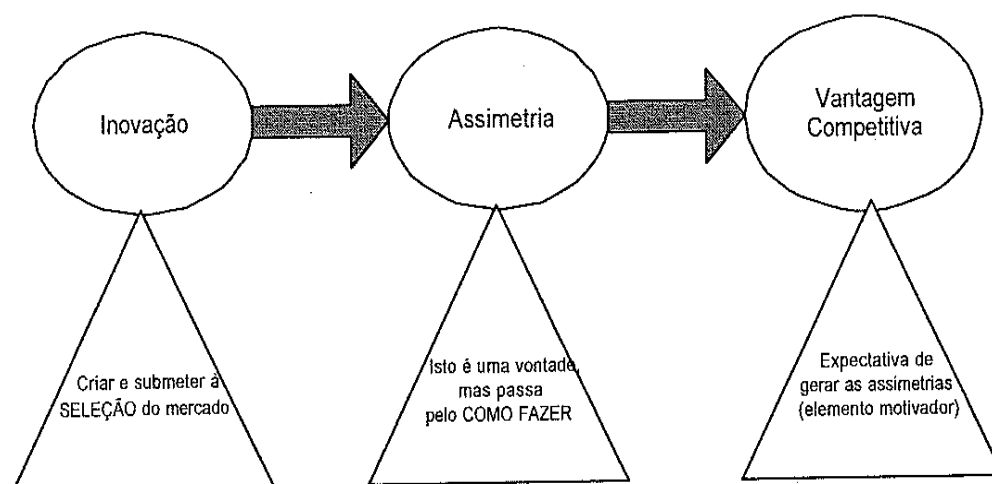 Inovação
Assimetria
Vantagem
Competitiva
Criar e submeter à
SELEÇÃO do mercado
Isto é uma vontade,
mas passa
pelo COMO FAZER
Expectativa de
gerar as assimetrias
(elemento motivador)